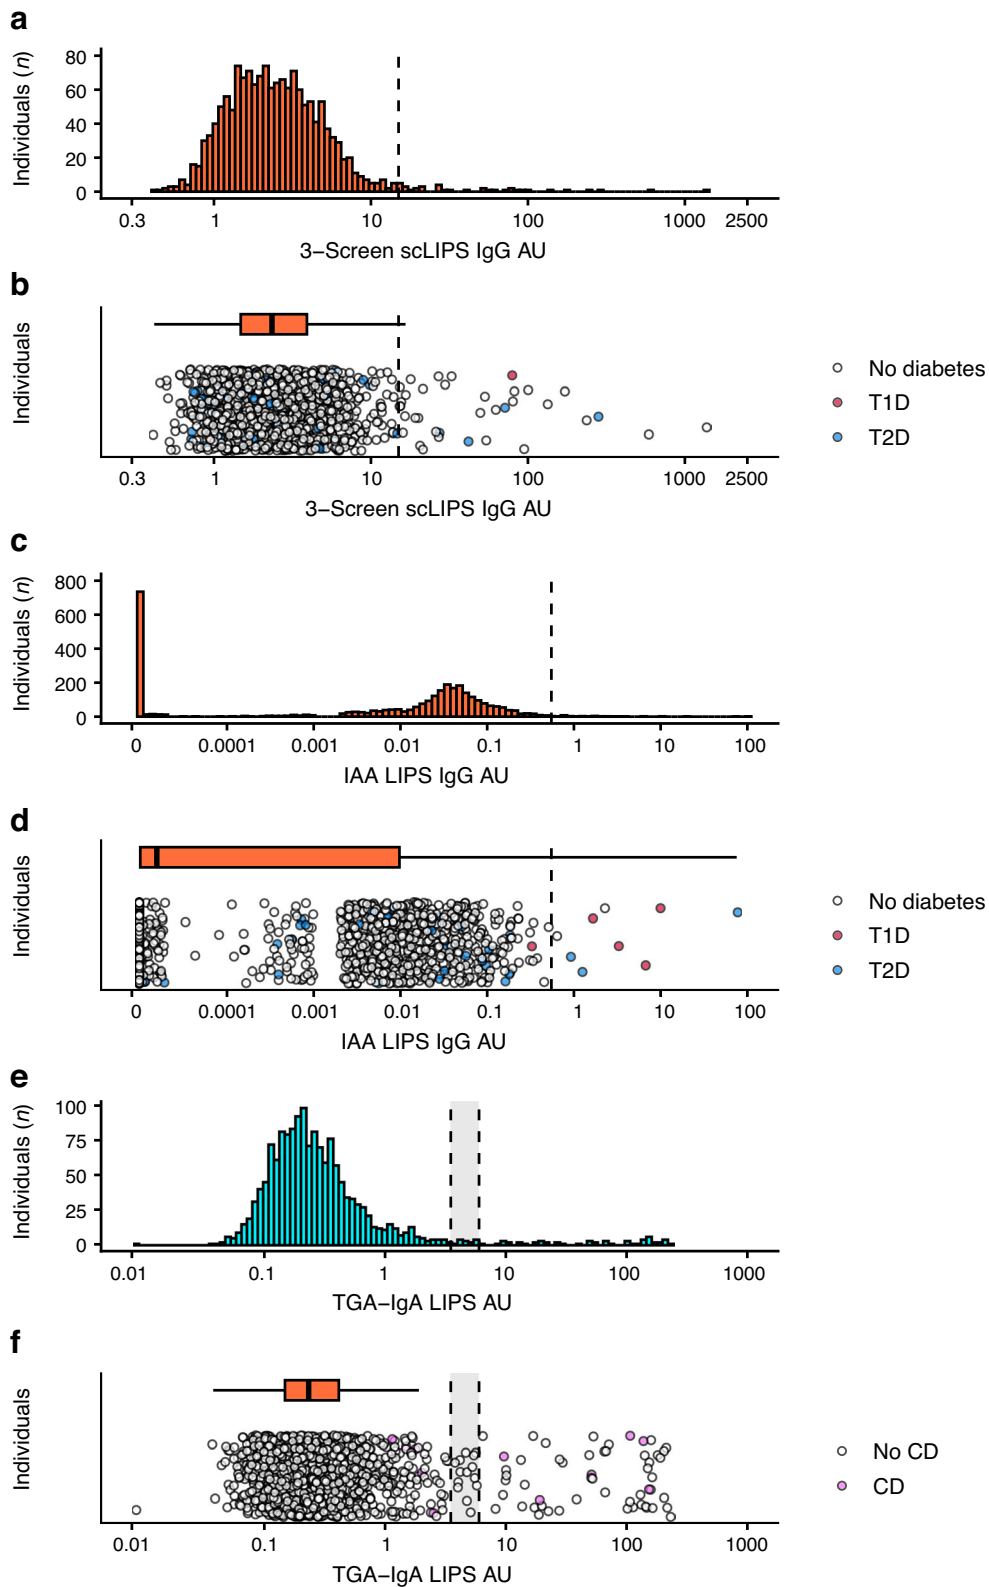 a
Individuals (n)
80
60
40
20
0
0.3 1 10 100 1000 2500
3–Screen scLIPS IgG AU
b
Individuals
No diabetes
T1D
T2D
0.3 1 10 100 1000 2500
3–Screen scLIPS IgG AU
c
Individuals (n)
800
600
400
200
0
0 0.0001 0.001 0.01 0.1 1 10 100
IAA LIPS IgG AU
d
Individuals
No diabetes
T1D
T2D
0 0.0001 0.001 0.01 0.1 1 10 100
IAA LIPS IgG AU
e
Individuals (n)
100
75
50
25
0
0.01 0.1 1 10 100 1000
TGA–IgA LIPS AU
f
Individuals
No CD
CD
0.01 0.1 1 10 100 1000
TGA–IgA LIPS AU